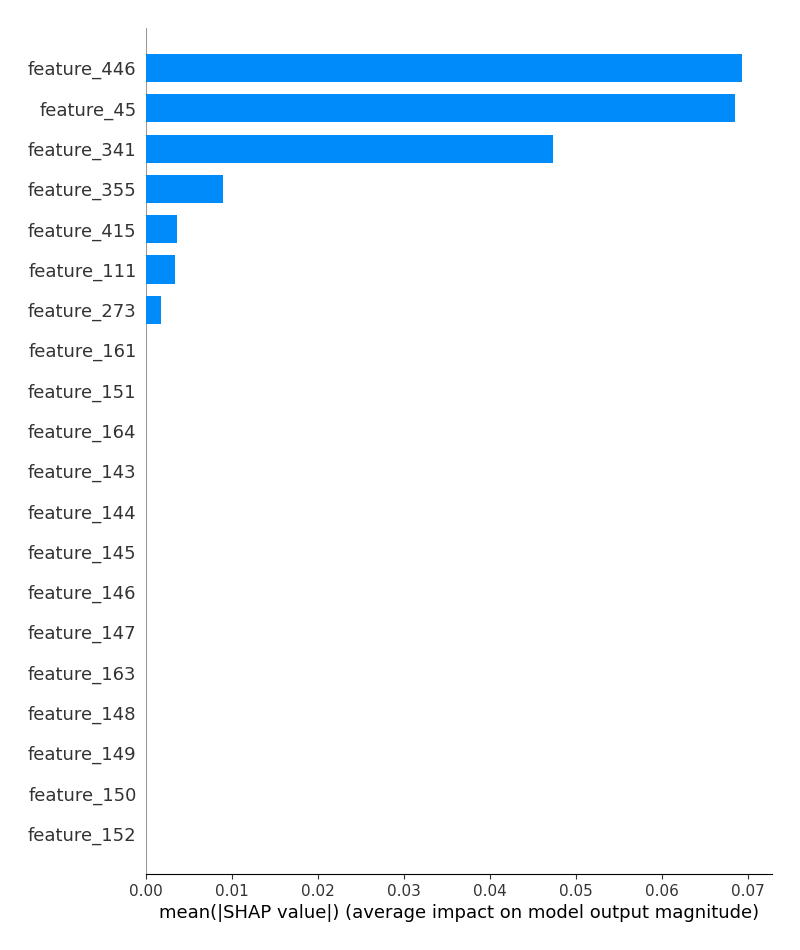 feature_446
feature_45
feature_341
feature_355
feature_415
feature_111
feature_273
feature_161
feature_151
feature_164
feature_143
feature_144
feature_145
feature_146
feature_147
feature_163
feature_148
feature_149
feature_150
feature_152
0.00 0.01 0.02 0.03 0.04 0.05 0.06 0.07
mean(|SHAP value|) (average impact on model output magnitude)